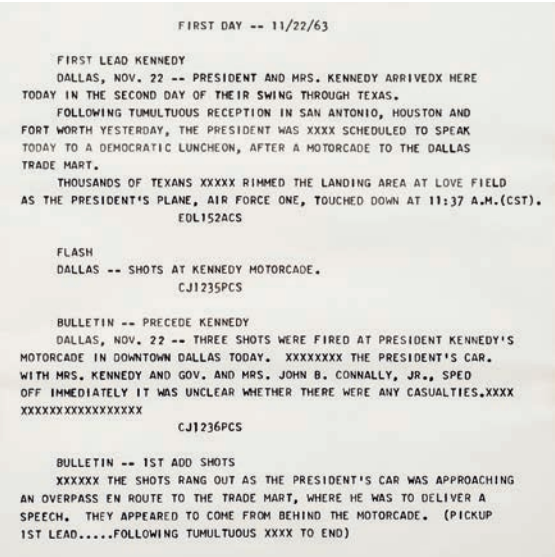 FIRST DAY -- 11/22/63
FIRST LEAD KENNEDY
DALLAS, NOV. 22 -- PRESIDENT AND MRS. KENNEDY ARRIVEDX HERE
TODAY IN THE SECOND DAY OF THEIR SWING THROUGH TEXAS.
FOLLOWING TUMULTUOUS RECEPTION IN SAN ANTONIO, HOUSTON AND
FORT WORTH YESTERDAY, THE PRESIDENT WAS XXXX SCHEDULED TO SPEAK
TODAY TO A DEMOCRATIC LUNCHEON, AFTER A MOTORCADE TO THE DALLAS
TRADE MART.
THOUSANDS OF TEXANS XXXXX RIMMED THE LANDING AREA AT LOVE FIELD
AS THE PRESIDENT'S PLANE, AIR FORCE ONE, TOUCHED DOWN AT 11:37 A.M.(CST).
EDL152ACS
FLASH
DALLAS -- SHOTS AT KENNEDY MOTORCADE.
CJ1235PCS
BULLETIN -- PRECEDE KENNEDY
DALLAS, NOV. 22 -- THREE SHOTS WERE FIRED AT PRESIDENT KENNEDY'S
MOTORCADE IN DOWNTOWN DALLAS TODAY. XXXXXXXX THE PRESIDENT'S CAR.
WITH MRS. KENNEDY AND GOV. AND MRS. JOHN B. CONNALLY, JR., SPED
OFF IMMEDIATELY IT WAS UNCLEAR WHETHER THERE WERE ANY CASUALTIES.XXXX
XXXXXXXXXXXXXXXXX
CJ1236PCS
BULLETIN -- 1ST ADD SHOTS
XXXXXX THE SHOTS RANG OUT AS THE PRESIDENT'S CAR WAS APPROACHING
AN OVERPASS EN ROUTE TO THE TRADE MART, WHERE HE WAS TO DELIVER A
SPEECH. THEY APPEARED TO COME FROM BEHIND THE MOTORCADE. (PICKUP
1ST LEAD.....FOLLOWING TUMULTUOUS XXXX TO END)